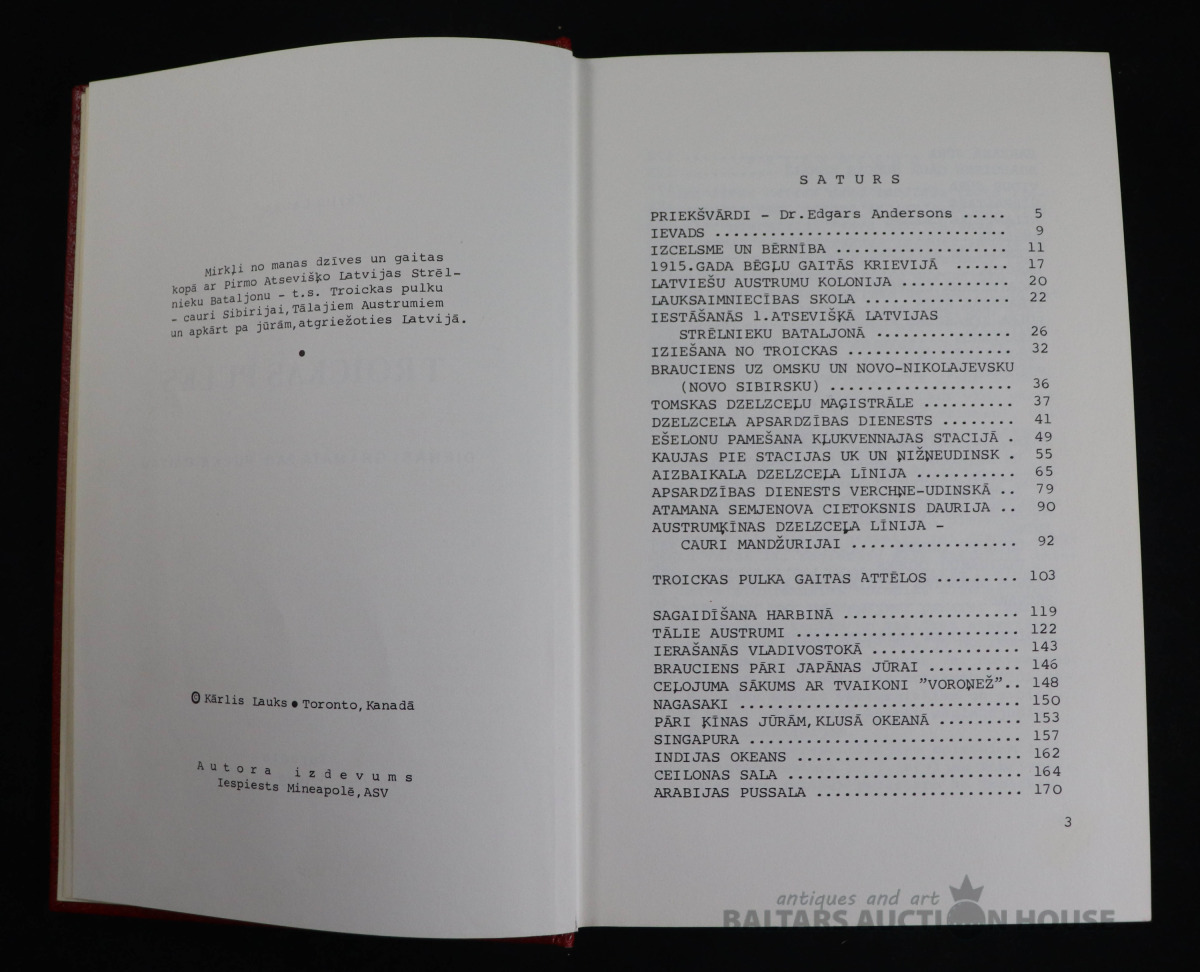 Mirkļi no manas dzīves un gaitas
kopā ar Pirmo Atsevišķo Latvijas Strēl-
nieku Bataljonu - t.s. Troickas pulku
- cauri Sibirijai, Tālajiem Austrumiem
un apkārt pa jūrām, atgriežoties Latvijā.
●
© Kārlis Lauks ● Toronto, Kanadā
Autora izdevums
Iespiests Mineapolē, ASV
SATURS
PRIEKŠVĀRDI - Dr. Edgars Andersons ..... 5
IEVADS ................................ 9
IZCELSME UN BĒRNĪBA ................... 11
1915.GADA BĒGĻU GAITĀS KRIEVIJĀ ...... 17
LATVIEŠU AUSTRUMU KOLONIJA ............ 20
LAUKSAIMNIECĪBAS SKOLA ................ 22
IESTĀŠANĀS 1.ATSEVIŠĶĀ LATVIJAS
STRĒLNIEKU BATALJONĀ ............... 26
IZIEŠANA NO TROICKAS .................. 32
BRAUCIENS UZ OMSKU UN NOVO-NIKOLAJEVSKU
(NOVO SIBIRSKU) .................... 36
TOMSKAS DZELZCEĻU MAĢISTRĀLE .......... 37
DZELZCEĻA APSARDZĪBAS DIENESTS ........ 41
EŠELONU PAMEŠANA KĻUKVENNAJAS STACIJĀ . 49
KAUJAS PIE STACIJAS UK UN ŅIŽŅEUDINSK . 55
AIZBAIKALA DZELZCEĻA LĪNIJA ........... 65
APSARDZĪBAS DIENESTS VERCHŅE-UDINSKĀ .. 79
ATAMANA SEMJENOVA CIETOKSNIS DAURIJA .. 90
AUSTRUMĶĪNAS DZELZCEĻA LĪNIJA -
CAURI MANDŽURIJAI .................. 92
TROICKAS PULKA GAITAS ATTĒLOS ......... 103
SAGAIDĪŠANA HARBINĀ ................... 119
TĀLIE AUSTRUMI ........................ 122
IERAŠANĀS VLADIVOSTOKĀ ................ 143
BRAUCIENS PĀRI JAPĀNAS JŪRAI .......... 146
CEĻOJUMA SĀKUMS AR TVAIKONI "VOROŅEŽ".. 148
NAGASAKI .............................. 150
PĀRI ĶĪNAS JŪRĀM, KLUSĀ OKEANĀ ......... 153
SINGAPURA ............................. 157
INDIJAS OKEANS ........................ 162
CEILONAS SALA ......................... 164
ARABIJAS PUSSALA ...................... 170
3
antiques and art
BALTARS AUCTION HOUSE